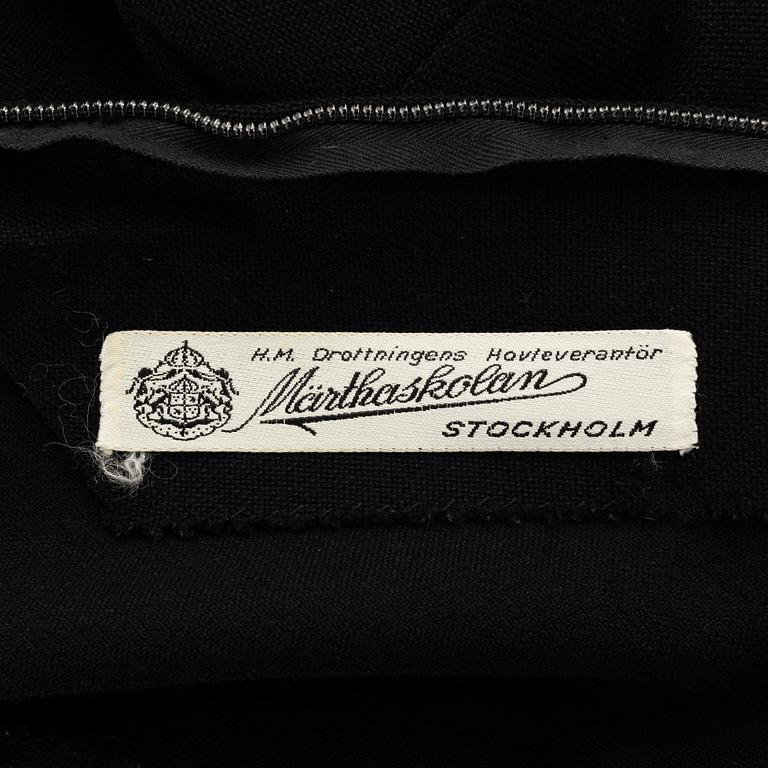 H.M. Drottningens Hovleverantör
Märthaskolan
STOCKHOLM